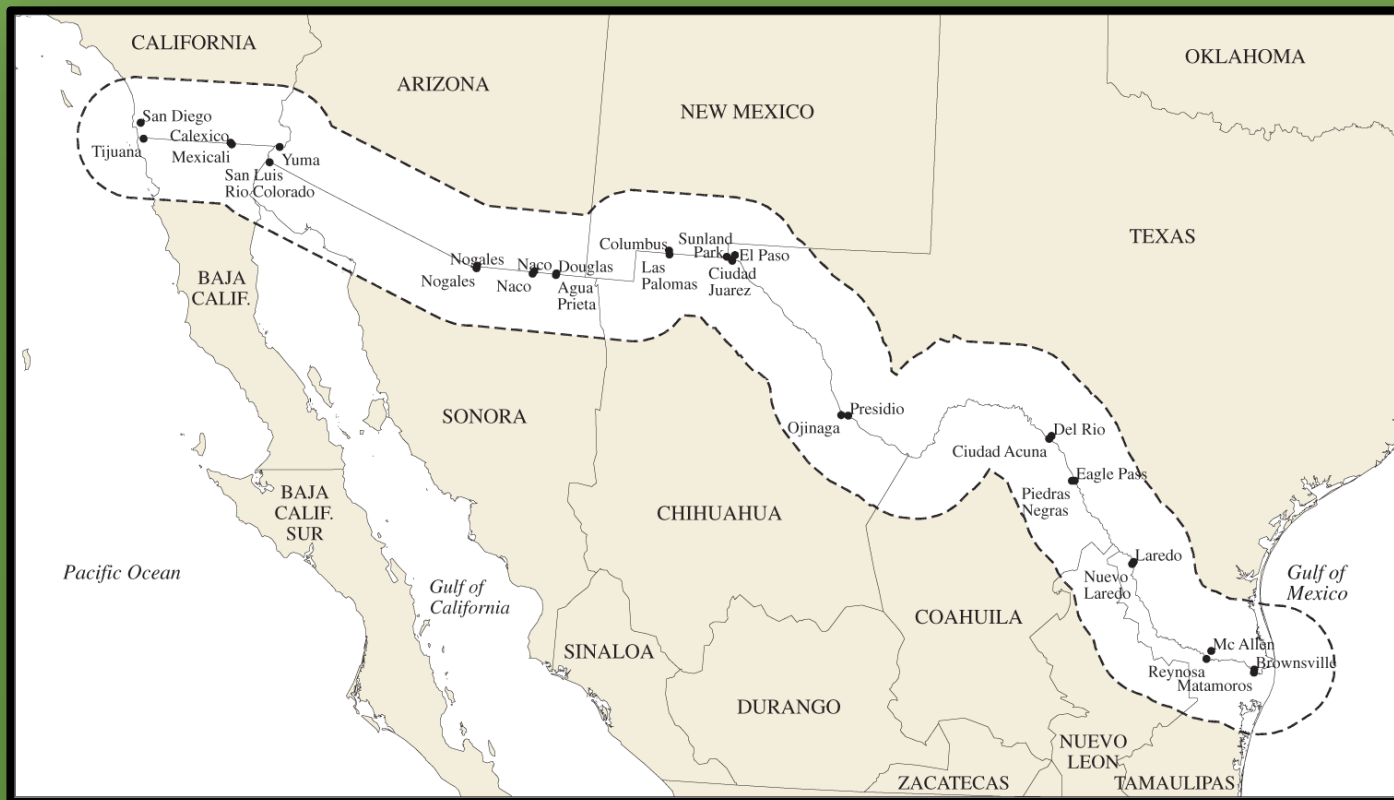 CALIFORNIA
ARIZONA
NEW MEXICO
OKLAHOMA
TEXAS
San Diego
Calexico
Tijuana
Mexicali
Yuma
San Luis
Rio Colorado
BAJA
CALIF.
Nogales
Nogales
Naco
Naco
Douglas
Agua
Prieta
Columbus
Las
Palomas
Sunland
Park
El Paso
Ciudad
Juarez
SONORA
Presidio
Ojinaga
Del Rio
Ciudad Acuna
Eagle Pass
Piedras
Negras
BAJA
CALIF.
SUR
CHIHUAHUA
Laredo
Nuevo
Laredo
Pacific Ocean
Gulf of
California
Gulf of
Mexico
COAHUILA
SINALOA
Mc Allen
Brownsville
Reynosa
Matamoros
DURANGO
NUEVO
LEON
ZACATECAS
TAMAULIPAS